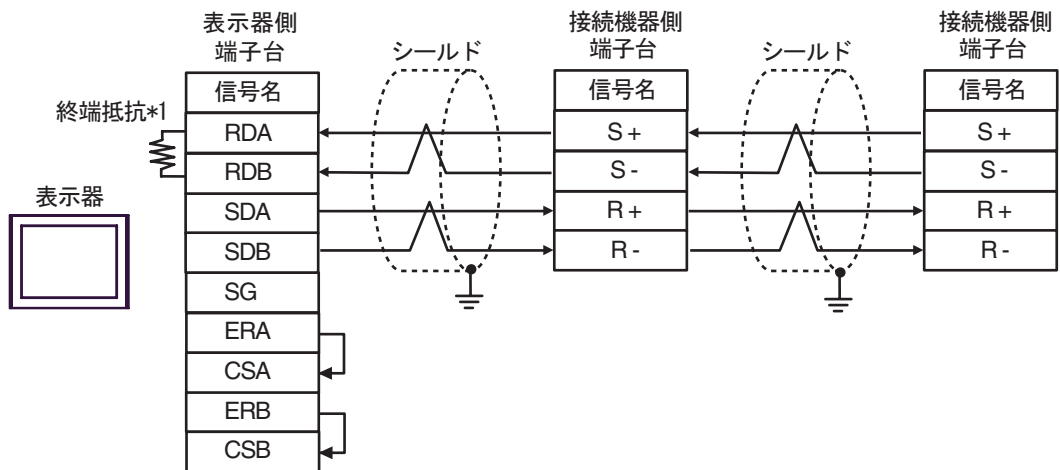 表示器側
端子台
シールド
接続機器側
端子台
シールド
接続機器側
端子台
終端抵抗*1
表示器
信号名
RDA
RDB
SDA
SDB
SG
ERA
CSA
ERB
CSB
信号名
S +
S -
R +
R -
信号名
S +
S -
R +
R -